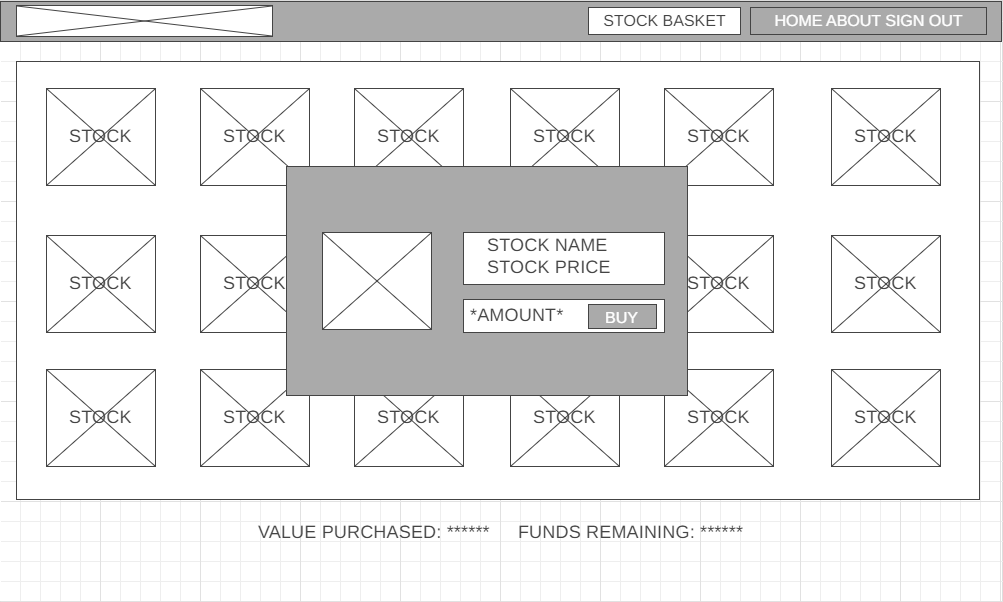 STOCK BASKET
HOME ABOUT SIGN OUT
STOCK STOCK STOCK STOCK STOCK STOCK
STOCK STOCK STOCK STOCK
STOCK NAME
STOCK PRICE
*AMOUNT* BUY
STOCK STOCK STOCK STOCK STOCK STOCK
VALUE PURCHASED: ****** FUNDS REMAINING: ******